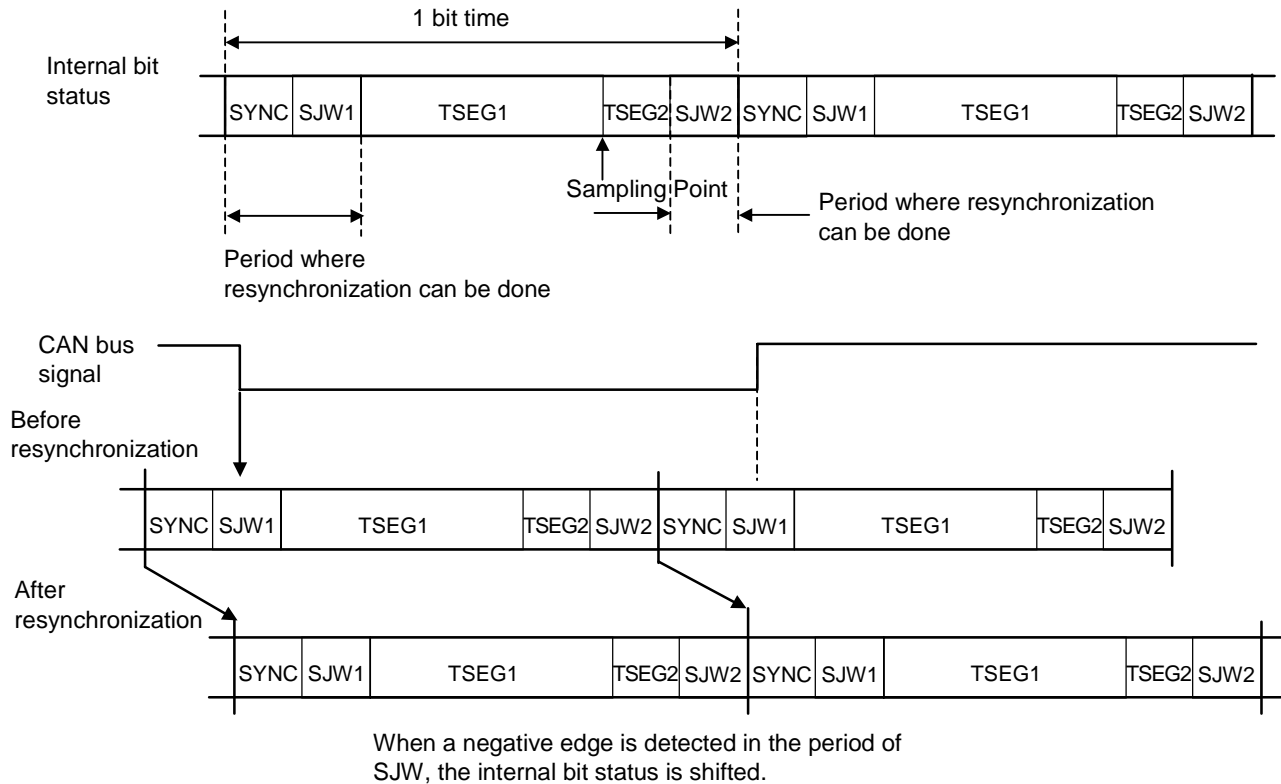 1 bit time
Internal bit
status
SYNC SJW1 TSEG1 TSEG2 SJW2 SYNC SJW1 TSEG1 TSEG2 SJW2
Sampling Point
Period where resynchronization
can be done
Period where
resynchronization can be done
CAN bus
signal
Before
resynchronization
SYNC SJW1 TSEG1 TSEG2 SJW2 SYNC SJW1 TSEG1 TSEG2 SJW2
After
resynchronization
SYNC SJW1 TSEG1 TSEG2 SJW2 SYNC SJW1 TSEG1 TSEG2 SJW2
When a negative edge is detected in the period of
SJW, the internal bit status is shifted.